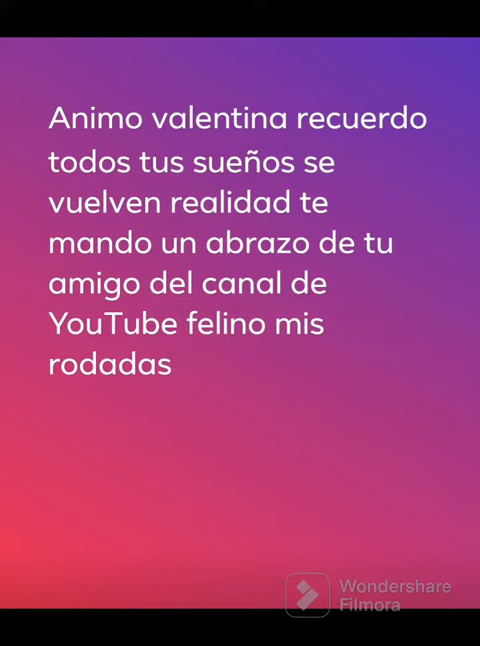 Animo valentina recuerdo
todos tus sueños se
vuelven realidad te
mando un abrazo de tu
amigo del canal de
YouTube felino mis
rodadas
Wondershare
Filmora